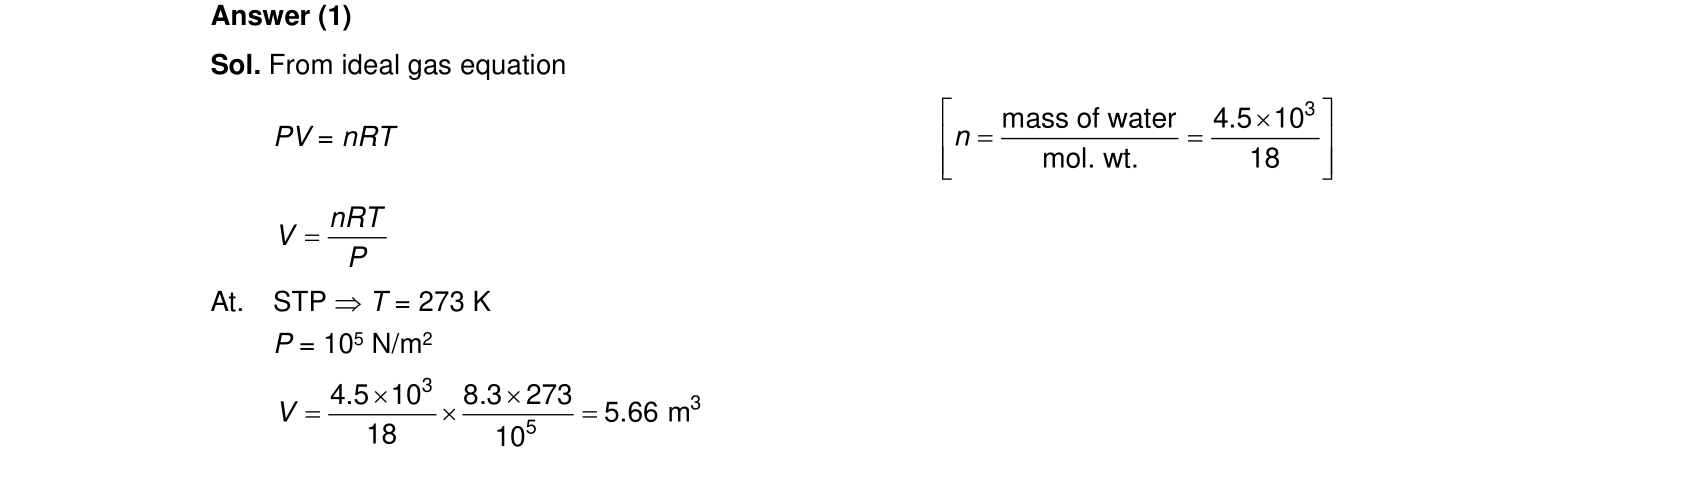 Answer (1)
Sol. From ideal gas equation
PV = nRT
[n = mass of water / mol. wt. = 4.5×10³ / 18]
V = nRT / P
At. STP ⇒ T = 273 K
P = 10⁵ N/m²
V = 4.5×10³ / 18 × 8.3×273 / 10⁵ = 5.66 m³